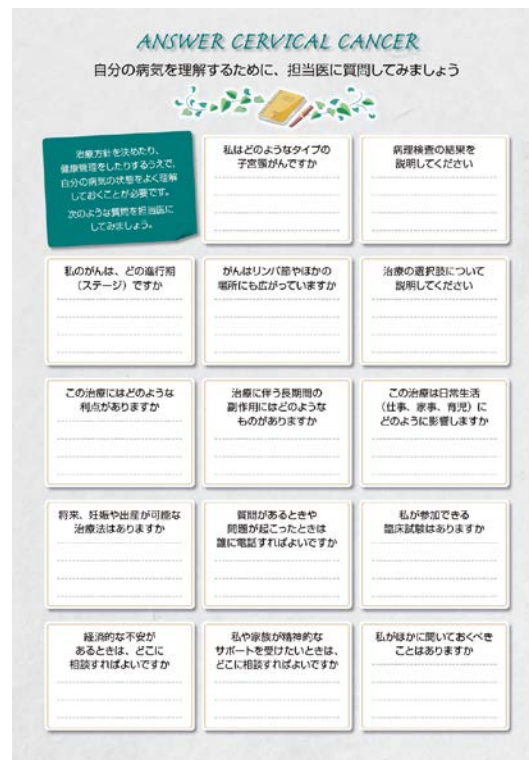 ANSWER CERVICAL CANCER
自分の病気を理解するために、担当医に質問してみましょう
治療方針を決めたり、
健康管理をしたりするうえで、
自分の病気の状態をよく理解
しておくことが必要です。
次のような質問を担当医に
してみましょう。
私はどのようなタイプの
子宮頸がんですか
病理検査の結果を
説明してください
私のがんは、どの進行期
（ステージ）ですか
がんはリンパ節やほかの
場所にも広がっていますか
治療の選択肢について
説明してください
この治療にはどのような
利点がありますか
治療に伴う長期間の
副作用にはどのような
ものがありますか
この治療は日常生活
（仕事、家事、育児）に
どのように影響しますか
将来、妊娠や出産が可能な
治療法はありますか
質問があるときや
問題が起こったときは
誰に電話すればよいですか
私が参加できる
臨床試験はありますか
経済的な不安が
あるときは、どこに
相談すればよいですか
私や家族が精神的な
サポートを受けたいときは、
どこに相談すればよいですか
私がほかに聞いておくべき
ことはありますか